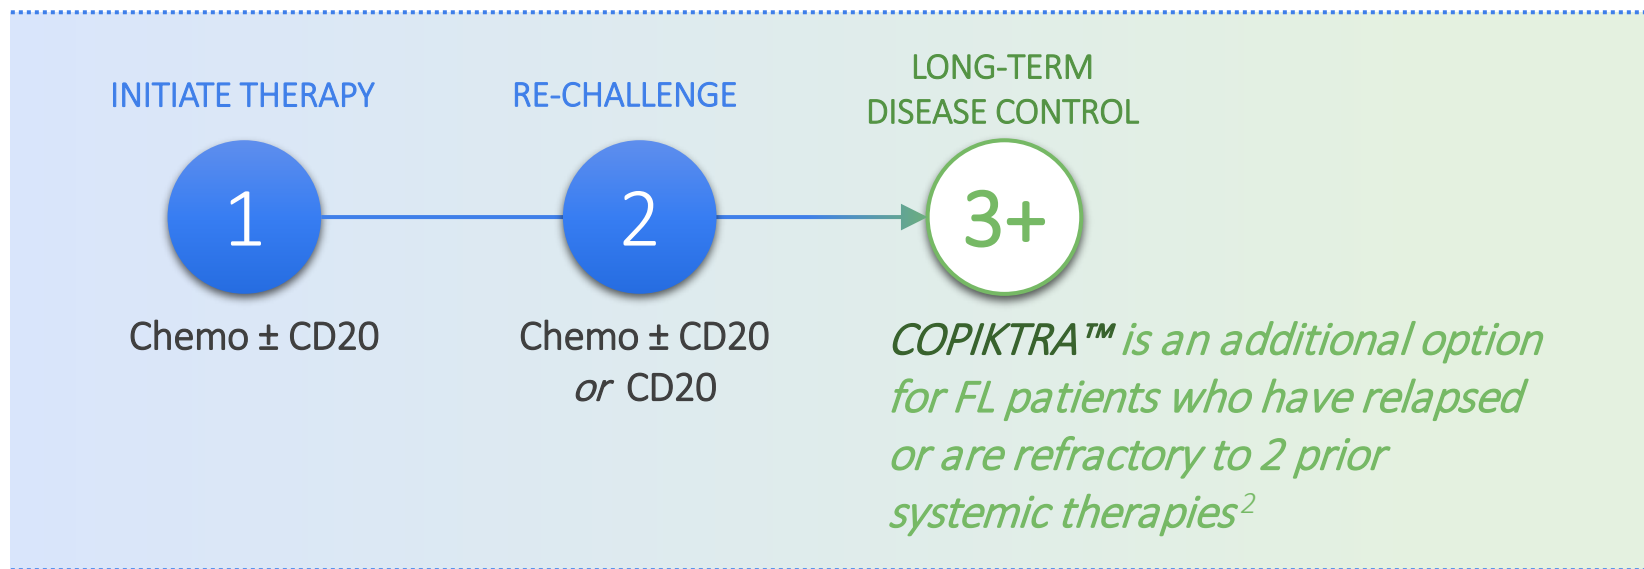 INITIATE THERAPY
1
Chemo ± CD20
RE-CHALLENGE
2
Chemo ± CD20
or CD20
LONG-TERM
DISEASE CONTROL
3+
COPIKTRA™ is an additional option
for FL patients who have relapsed
or are refractory to 2 prior
systemic therapies²